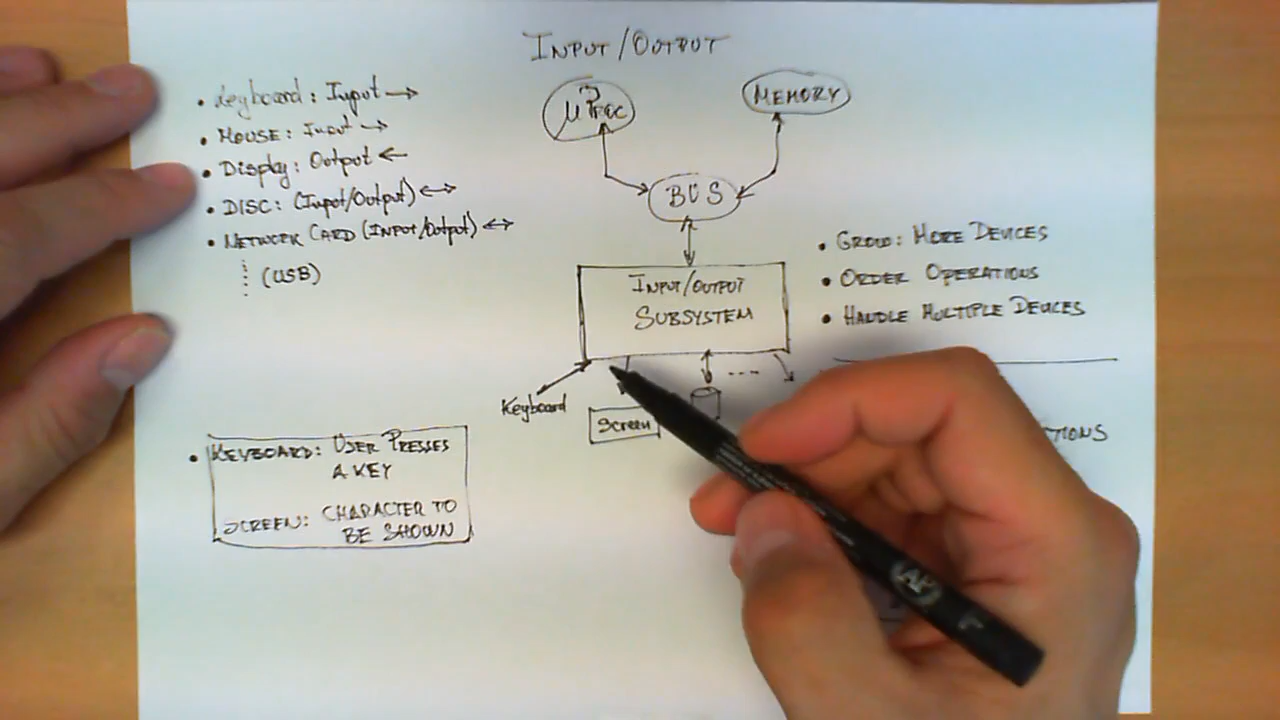 INPUT/OUTPUT
• Keyboard: Input →
• MOUSE: Input →
• Display: Output ←
• DISC: (Input/Output) ↔
• NETWORK CARD (INPUT/Output) ↔
(USB)
μProc
MEMORY
BUS
INPUT/OUTPUT
SUBSYSTEM
Keyboard
Screen
• GROW: MORE DEVICES
• ORDER OPERATIONS
• HANDLE MULTIPLE DEVICES
• KEYBOARD: USER PRESSES
A KEY
SCREEN: CHARACTER TO
BE SHOWN